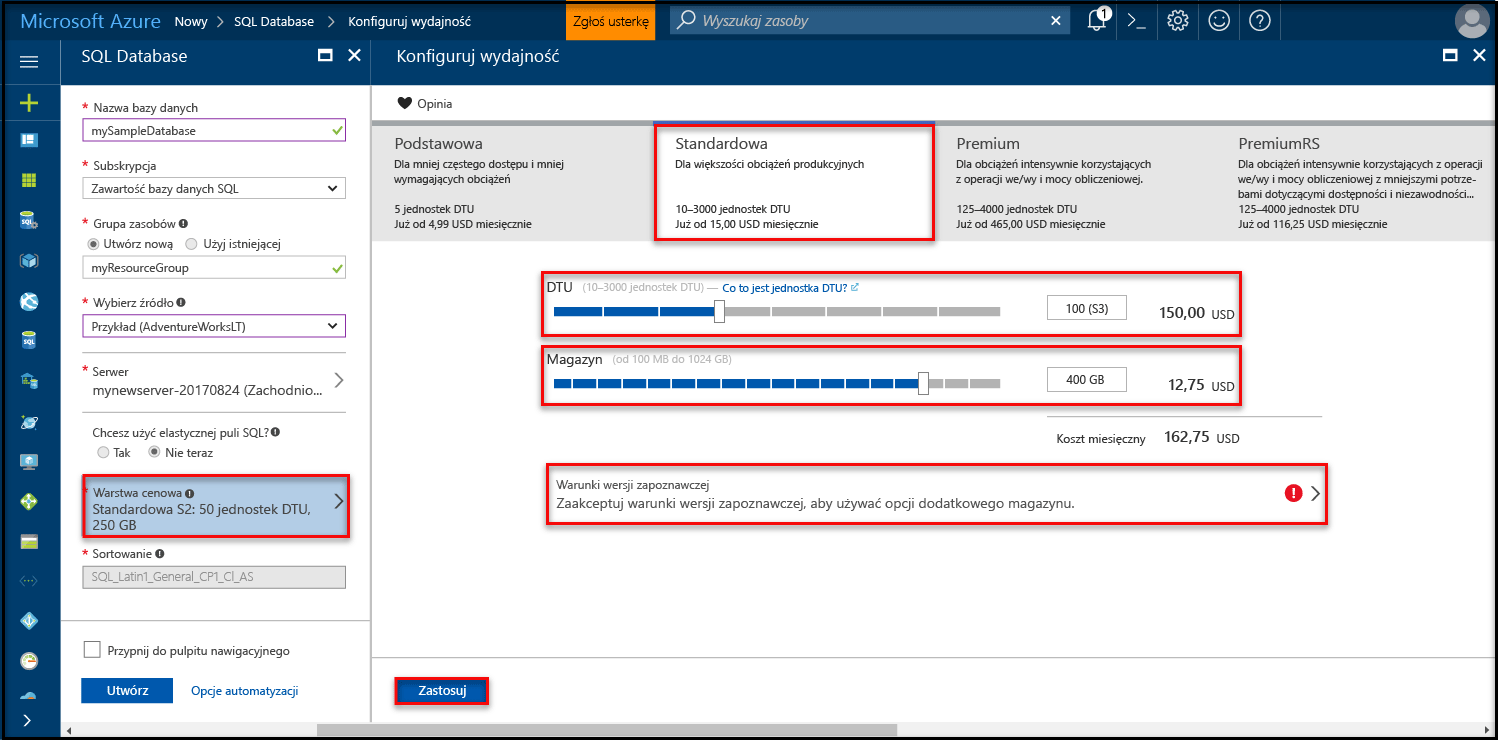 Microsoft Azure Nowy > SQL Database > Konfiguruj wydajność
Zgłoś usterkę
Wyszukaj zasoby
1
SQL Database
* Nazwa bazy danych
mySampleDatabase
* Subskrypcja
Zawartość bazy danych SQL
* Grupa zasobów
Utwórz nową Użyj istniejącej
myResourceGroup
* Wybierz źródło
Przykład (AdventureWorksLT)
* Serwer
mynewserver-20170824 (Zachodnio...
Chcesz użyć elastycznej puli SQL?
Tak Nie teraz
* Warstwa cenowa
Standardowa S2: 50 jednostek DTU,
250 GB
* Sortowanie
SQL_Latin1_General_CP1_CI_AS
Przypnij do pulpitu nawigacyjnego
Utwórz Opcje automatyzacji
Konfiguruj wydajność
Opinia
Podstawowa
Dla mniej częstego dostępu i mniej
wymagających obciążeń
5 jednostek DTU
Już od 4,99 USD miesięcznie
Standardowa
Dla większości obciążeń produkcyjnych
10–3000 jednostek DTU
Już od 15,00 USD miesięcznie
Premium
Dla obciążeń intensywnie korzystających
z operacji we/wy i mocy obliczeniowej.
125–4000 jednostek DTU
Już od 465,00 USD miesięcznie
PremiumRS
Dla obciążeń intensywnie korzystających z operacji
we/wy i mocy obliczeniowej z mniejszymi potrze-
bami dotyczącymi dostępności i niezawodności...
125–4000 jednostek DTU
Już od 116,25 USD miesięcznie
DTU (10–3000 jednostek DTU) — Co to jest jednostka DTU?
100 (S3) 150,00 USD
Magazyn (od 100 MB do 1024 GB)
400 GB 12,75 USD
Koszt miesięczny 162,75 USD
Warunki wersji zapoznawczej
Zaakceptuj warunki wersji zapoznawczej, aby używać opcji dodatkowego magazynu.
Zastosuj